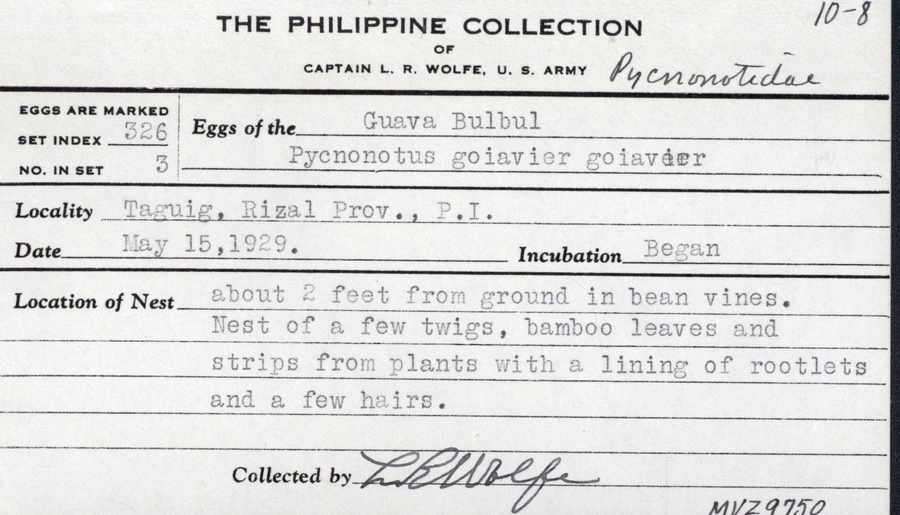 10-8
THE PHILIPPINE COLLECTION
OF
CAPTAIN L. R. WOLFE, U. S. ARMY
Pycnonotidae
EGGS ARE MARKED
SET INDEX 326
NO. IN SET 3
Eggs of the Guava Bulbul
Pycnonotus goiavier goiavier
Locality Taguig, Rizal Prov., P.I.
Date May 15,1929. Incubation Began
Location of Nest about 2 feet from ground in bean vines.
Nest of a few twigs, bamboo leaves and
strips from plants with a lining of rootlets
and a few hairs.
Collected by L R Wolfe
MVZ9750